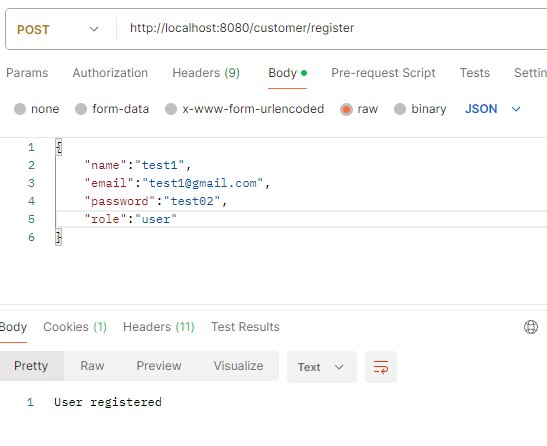 POST http://localhost:8080/customer/register
Params Authorization Headers (9) Body Pre-request Script Tests Settin
none form-data x-www-form-urlencoded raw binary JSON
1 {
2 "name":"test1",
3 "email":"test1@gmail.com",
4 "password":"test02",
5 "role":"user"
6 }
Body Cookies (1) Headers (11) Test Results
Pretty Raw Preview Visualize Text
1 User registered